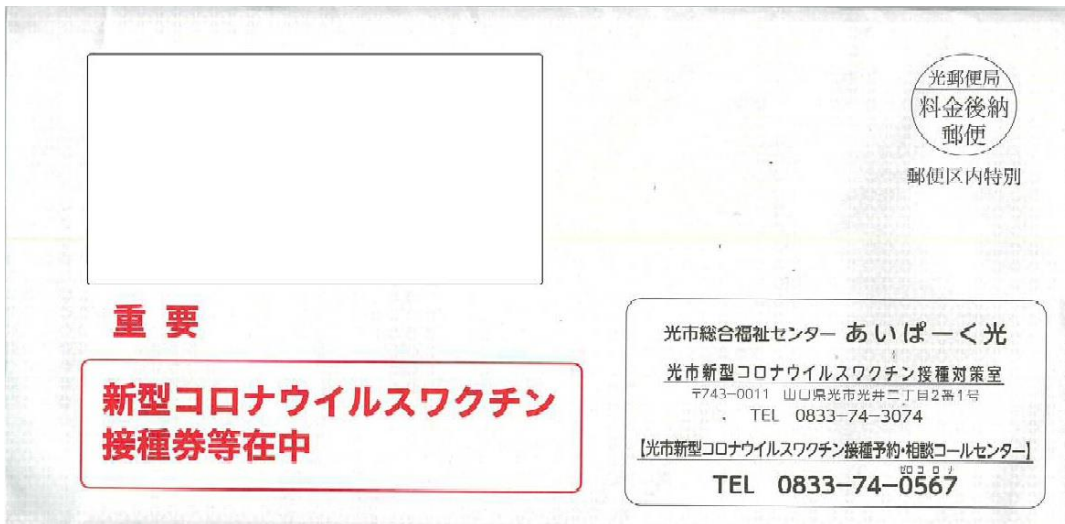 光郵便局
料金後納
郵便
郵便区内特別
重要
新型コロナウイルスワクチン
接種券等在中
光市総合福祉センター あいぱーく光
光市新型コロナウイルスワクチン接種対策室
〒743-0011 山口県光市光井二丁目2番1号
TEL 0833-74-3074
【光市新型コロナウイルスワクチン接種予約・相談コールセンター】
ゼロコロナ
TEL 0833-74-0567